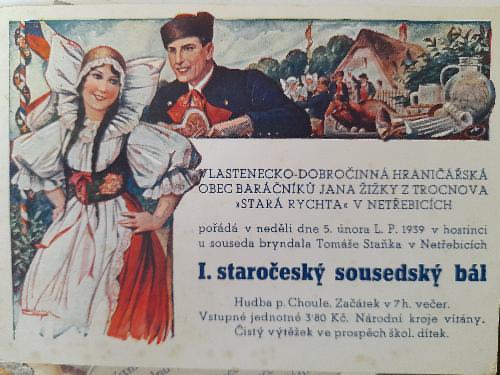 VLASTENECKO-DOBROČINNÁ HRANIČÁŘSKÁ
OBEC BARÁČNÍKŮ JANA ŽIŽKY Z TROCNOVA
»STARÁ RYCHTA« V NETŘEBICÍCH
pořádá v neděli dne 5. února L. P. 1939 v hostinci
u souseda bryndala Tomáše Staňka v Netřebicích
I. staročeský sousedský bál
Hudba p. Choule. Začátek v 7 h. večer.
Vstupné jednotné 3·80 Kč. Národní kroje vítány.
Čistý výtěžek ve prospěch škol. dítek.